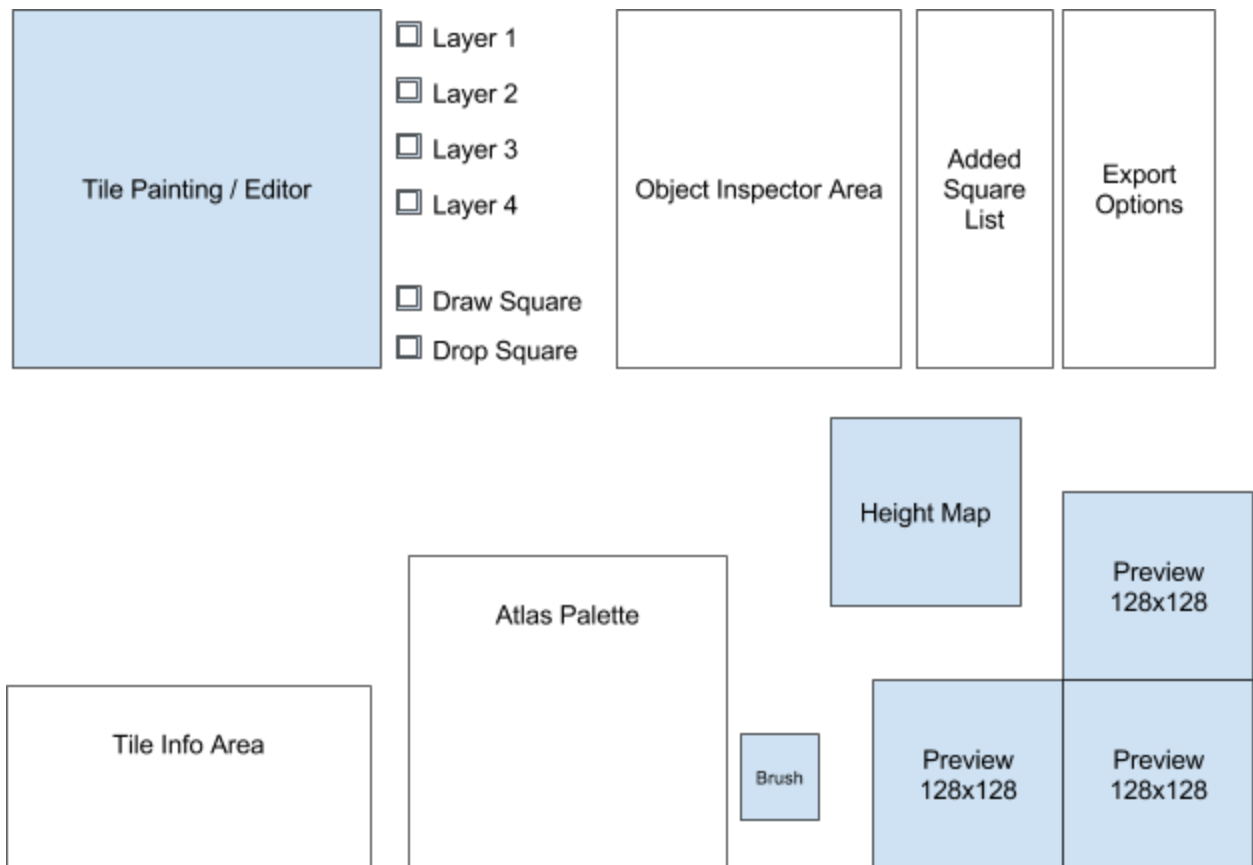 Tile Painting / Editor
Layer 1
Layer 2
Layer 3
Layer 4
Draw Square
Drop Square
Object Inspector Area
Added
Square
List
Export
Options
Height Map
Preview
128x128
Atlas Palette
Tile Info Area
Brush
Preview
128x128
Preview
128x128